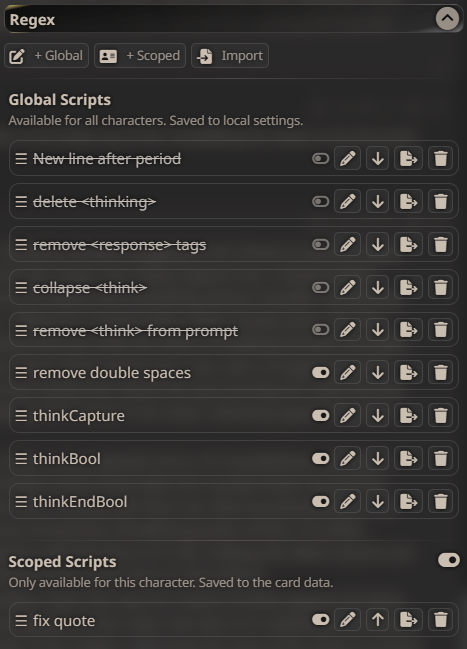 Regex
+ Global + Scoped Import
Global Scripts
Available for all characters. Saved to local settings.
New line after period
delete <thinking>
remove <response> tags
collapse <think>
remove <think> from prompt
remove double spaces
thinkCapture
thinkBool
thinkEndBool
Scoped Scripts
Only available for this character. Saved to the card data.
fix quote